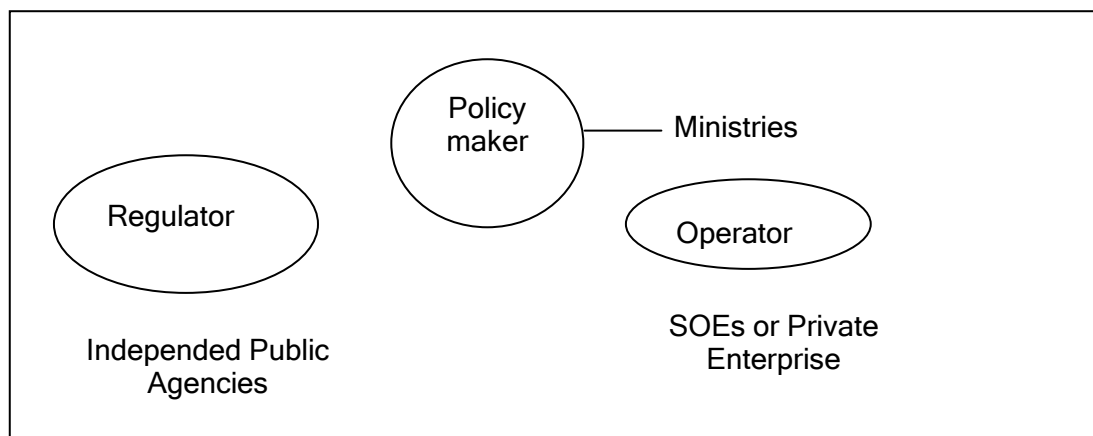 Policy
maker
Ministries
Regulator
Operator
Independed Public
Agencies
SOEs or Private
Enterprise